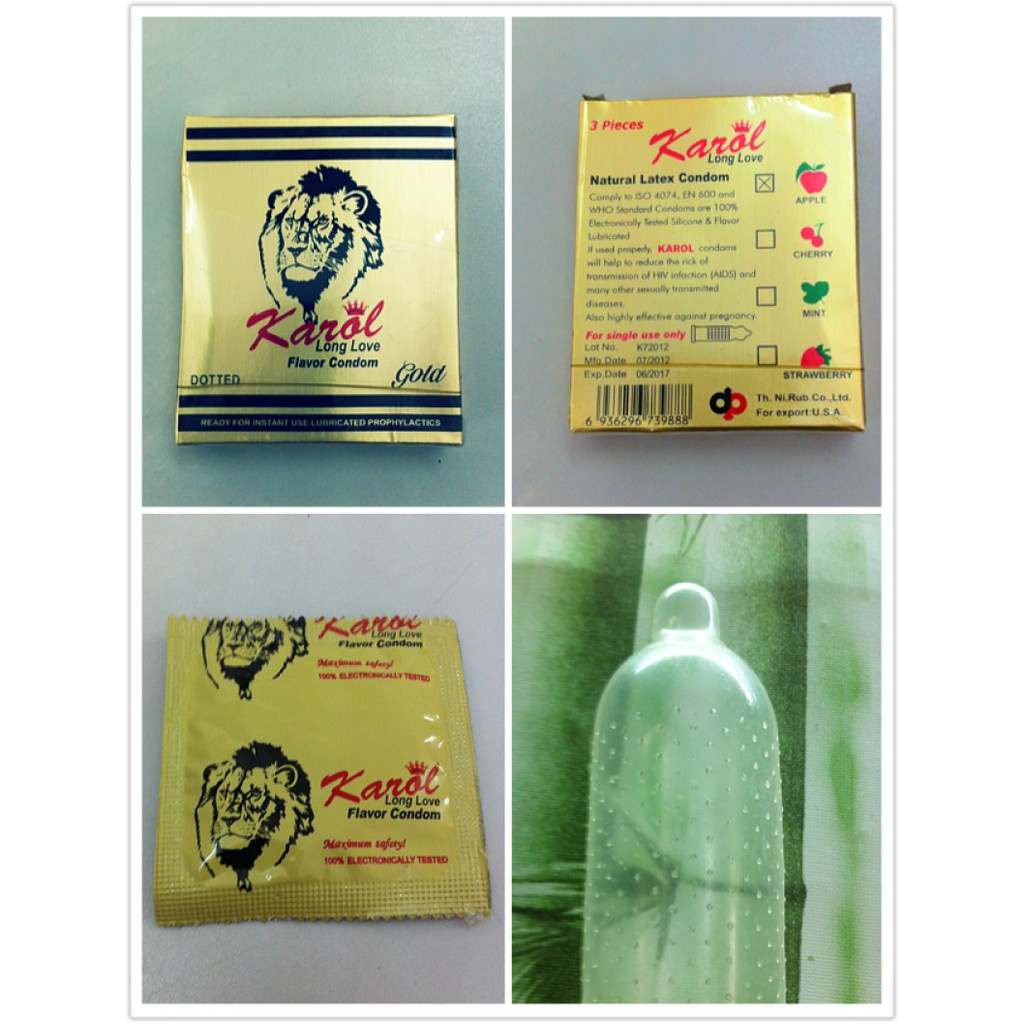 Karol
Long Love
Flavor Condom
DOTTED
Gold
READY FOR INSTANT USE LUBRICATED PROPHYLACTICS
3 Pieces
Karol
Long Love
Natural Latex Condom
Comply to ISO 4074, EN 600 and
WHO Standard Condoms are 100%
Electronically Tested Silicone & Flavor
Lubricated
If used properly, KAROL condoms
will help to reduce the rick of
transmission of HIV infaction (AIDS) and
many other sexually transmitted
diseases.
Also highly effective against pregnancy.
For single use only
Lot No. K72012
Mfg.Date 07/2012
Exp.Date 06/2017
6 936296 739888
APPLE
CHERRY
MINT
STRAWBERRY
Th. Ni.Rub.Co.,Ltd.
For export:U.S.A.
Karol
Long Love
Flavor Condom
Maximum safety!
100% ELECTRONICALLY TESTED
Karol
Long Love
Flavor Condom
Maximum safety!
100% ELECTRONICALLY TESTED